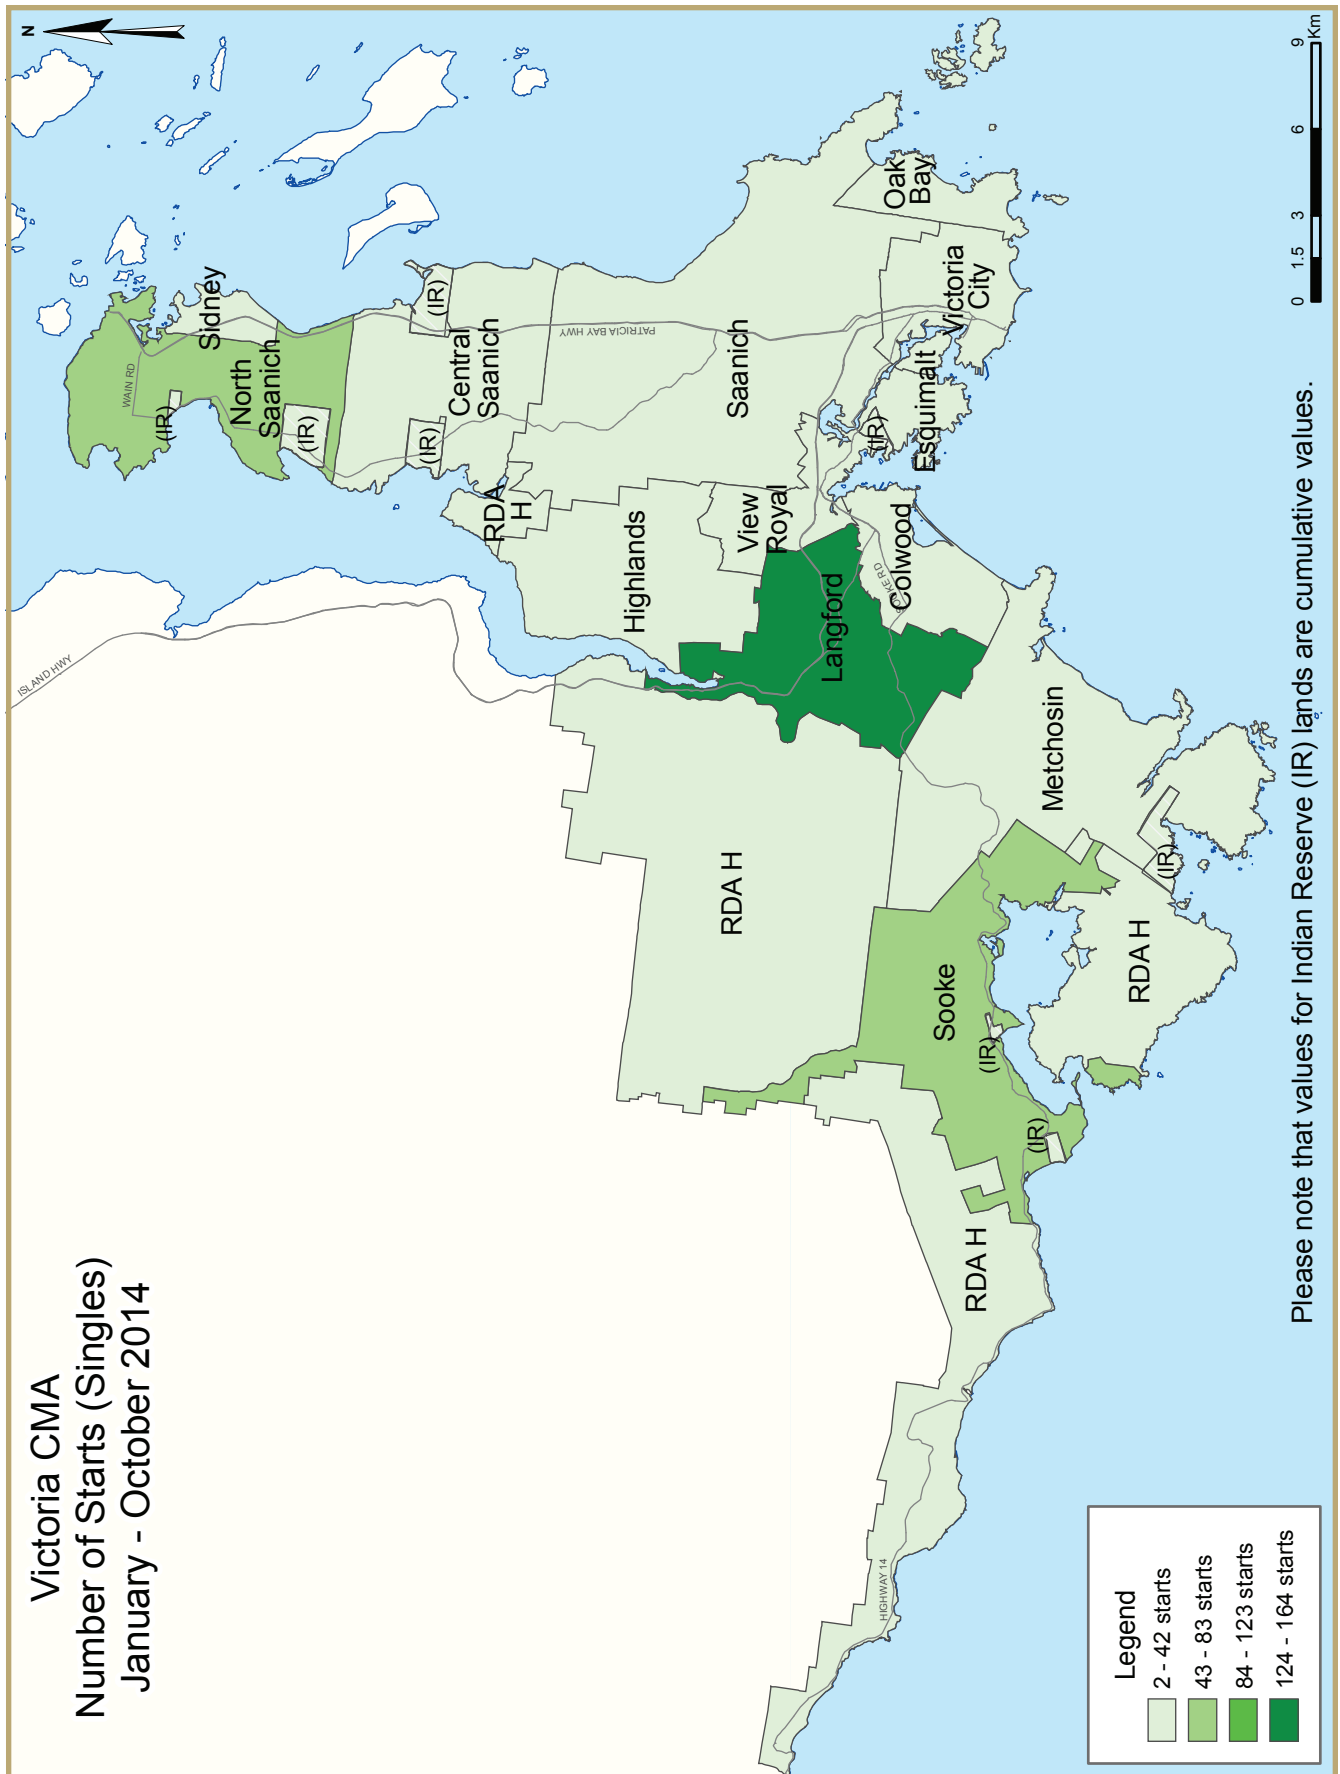 Victoria CMA
Number of Starts (Singles)
January - October 2014
N
ISLAND HWY
WAIN RD
Sidney
North
Saanich
(IR)
(IR)
(IR)
(IR)
Central
Saanich
PATRICIA BAY HWY
RDA
H
Saanich
Highlands
View
Royal
Oak
Bay
Victoria
City
Esquimalt
(IR)
Langford
Colwood
Metchosin
(IR)
RDA H
Sooke
(IR)
(IR)
RDA H
RDA H
HIGHWAY 14
Legend
2 - 42 starts
43 - 83 starts
84 - 123 starts
124 - 164 starts
0 1.5 3 6 9
Km
Please note that values for Indian Reserve (IR) lands are cumulative values.